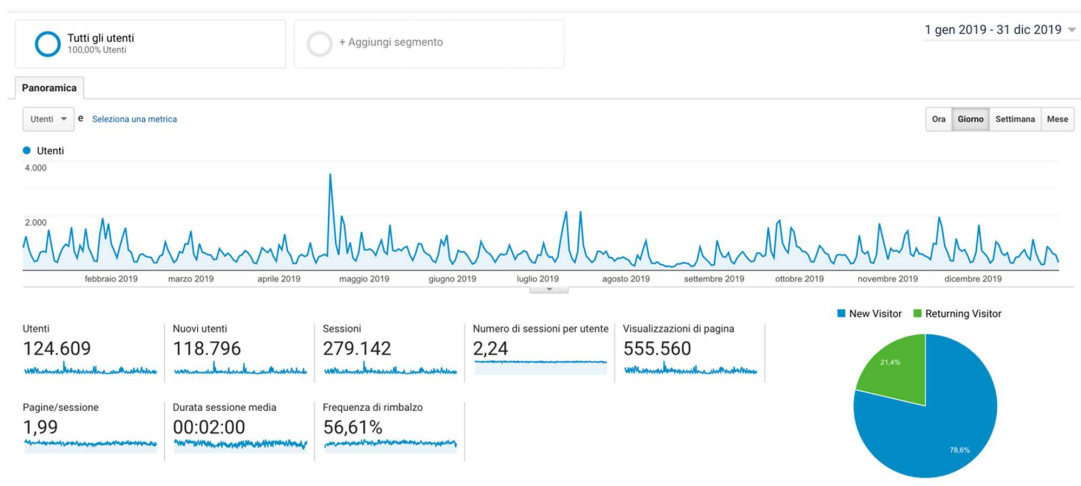 Tutti gli utenti
100,00% Utenti
+ Aggiungi segmento
1 gen 2019 - 31 dic 2019
Panoramica
Utenti e Seleziona una metrica
Ora Giorno Settimana Mese
Utenti
4.000
2.000
febbraio 2019 marzo 2019 aprile 2019 maggio 2019 giugno 2019 luglio 2019 agosto 2019 settembre 2019 ottobre 2019 novembre 2019 dicembre 2019
New Visitor Returning Visitor
Utenti
124.609
Nuovi utenti
118.796
Sessioni
279.142
Numero di sessioni per utente
2,24
Visualizzazioni di pagina
555.560
Pagine/sessione
1,99
Durata sessione media
00:02:00
Frequenza di rimbalzo
56,61%
21,4%
78,6%